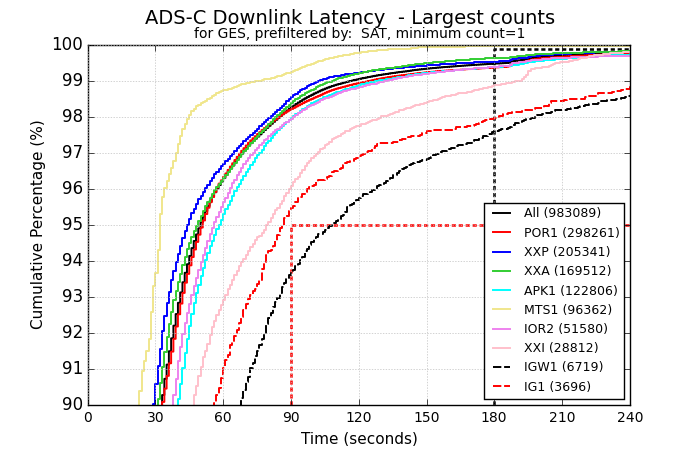 ADS-C Downlink Latency  - Largest counts
for GES, prefiltered by:  SAT, minimum count=1
Cumulative Percentage (%)
100
99
98
97
96
95
94
93
92
91
90
0 30 60 90 120 150 180 210 240
Time (seconds)
All (983089)
POR1 (298261)
XXP (205341)
XXA (169512)
APK1 (122806)
MTS1 (96362)
IOR2 (51580)
XXI (28812)
IGW1 (6719)
IG1 (3696)